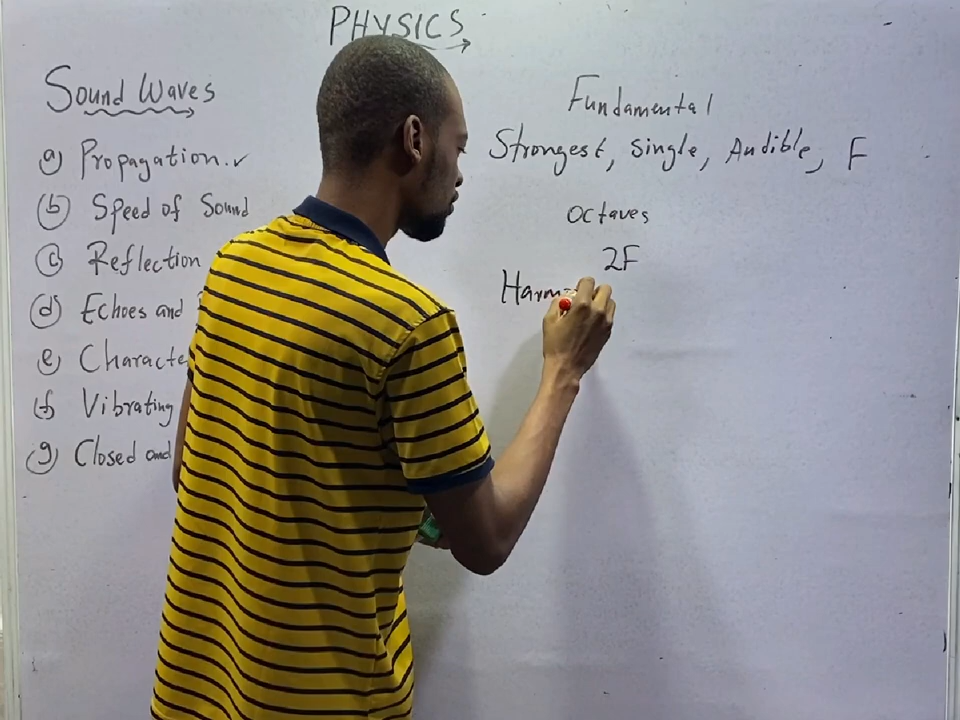 PHYSICS
Sound Waves
(a) Propagation.✓
(b) Speed of Sound
(c) Reflection
(d) Echoes and
(e) Characte
(f) Vibrating
(g) Closed and
Fundamental
Strongest, Single, Audible, F
Octaves
2F
Harm